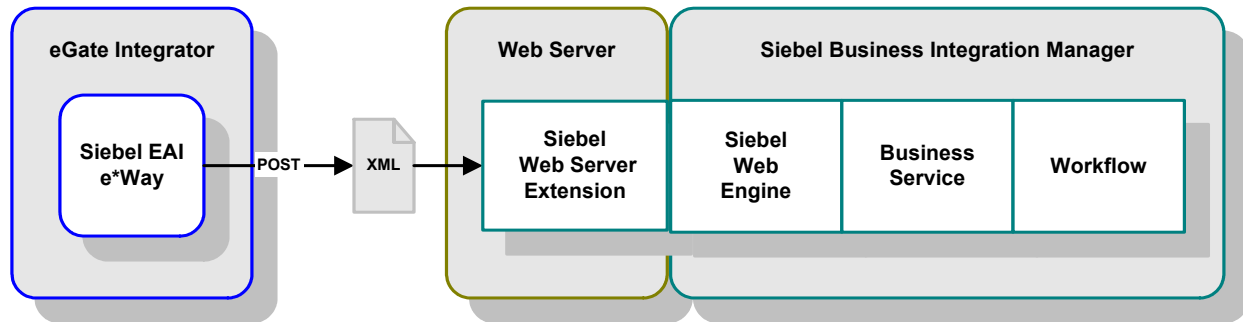 eGate Integrator
Web Server
Siebel Business Integration Manager
Siebel EAI
e*Way
POST
XML
Siebel
Web Server
Extension
Siebel
Web
Engine
Business
Service
Workflow